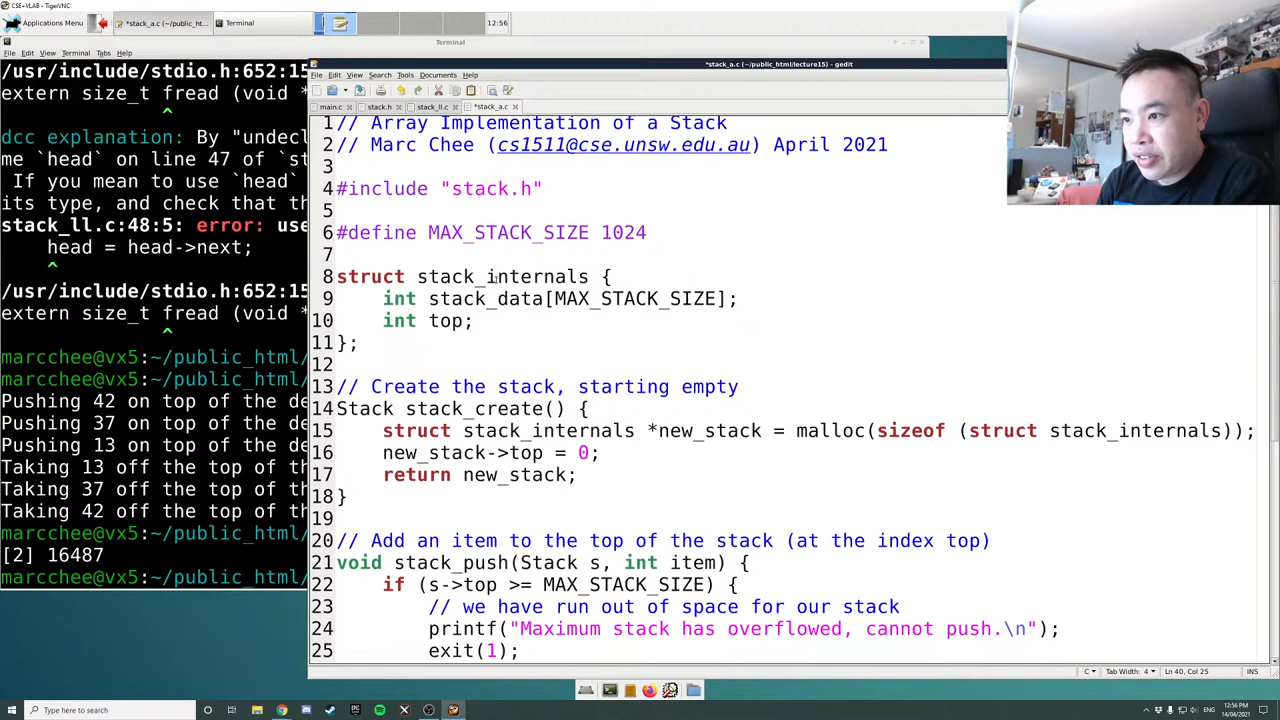 CSE+VLAB - TigerVNC
Applications Menu
*stack_a.c (~/public_ht...
Terminal
12:56
Terminal
File Edit View Terminal Tabs Help
/usr/include/stdio.h:652:15
extern size_t fread (void *
^
dcc explanation: By "undecl
me `head` on line 47 of `st
If you mean to use `head`
its type, and check that th
stack_ll.c:48:5: error: use
head = head->next;
^
/usr/include/stdio.h:652:15
extern size_t fread (void *
^
marcchee@vx5:~/public_html/
marcchee@vx5:~/public_html/
Pushing 42 on top of the de
Pushing 37 on top of the de
Pushing 13 on top of the de
Taking 13 off the top of th
Taking 37 off the top of th
Taking 42 off the top of th
marcchee@vx5:~/public_html/
[2] 16487
marcchee@vx5:~/public_html/
*stack_a.c (~/public_html/lecture15) - gedit
File Edit View Search Tools Documents Help
main.c stack.h stack_ll.c *stack_a.c
1 // Array Implementation of a Stack
2 // Marc Chee (cs1511@cse.unsw.edu.au) April 2021
3
4 #include "stack.h"
5
6 #define MAX_STACK_SIZE 1024
7
8 struct stack_internals {
9 int stack_data[MAX_STACK_SIZE];
10 int top;
11 };
12
13 // Create the stack, starting empty
14 Stack stack_create() {
15 struct stack_internals *new_stack = malloc(sizeof (struct stack_internals));
16 new_stack->top = 0;
17 return new_stack;
18 }
19
20 // Add an item to the top of the stack (at the index top)
21 void stack_push(Stack s, int item) {
22 if (s->top >= MAX_STACK_SIZE) {
23 // we have run out of space for our stack
24 printf("Maximum stack has overflowed, cannot push.\n");
25 exit(1);
C Tab Width: 4 Ln 40, Col 25 INS
Type here to search
ENG
12:56 PM
14/04/2021